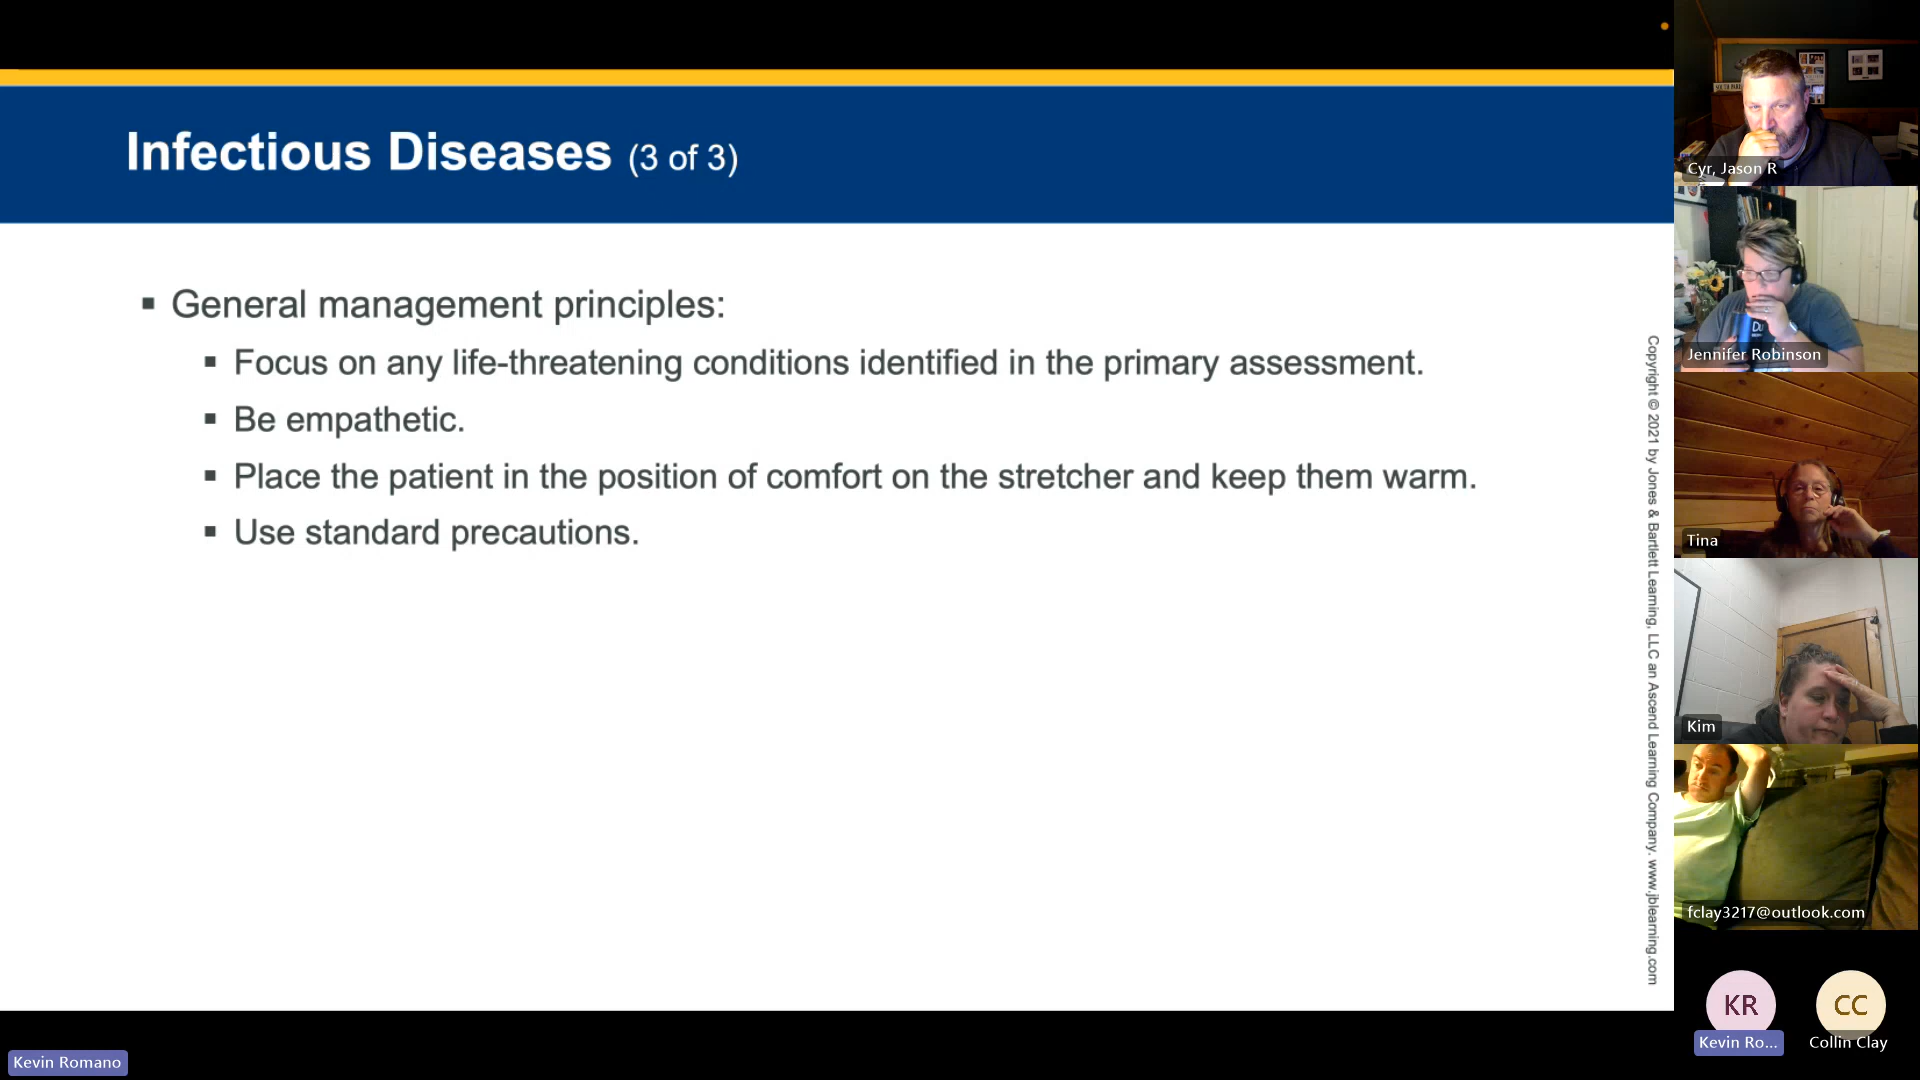 Infectious Diseases (3 of 3)
▪ General management principles:
▪ Focus on any life-threatening conditions identified in the primary assessment.
▪ Be empathetic.
▪ Place the patient in the position of comfort on the stretcher and keep them warm.
▪ Use standard precautions.
Copyright © 2021 by Jones & Bartlett Learning, LLC an Ascend Learning Company. www.jblearning.com
Cyr, Jason R
Jennifer Robinson
Tina
Kim
fclay3217@outlook.com
KR
CC
Kevin Ro...
Collin Clay
Kevin Romano